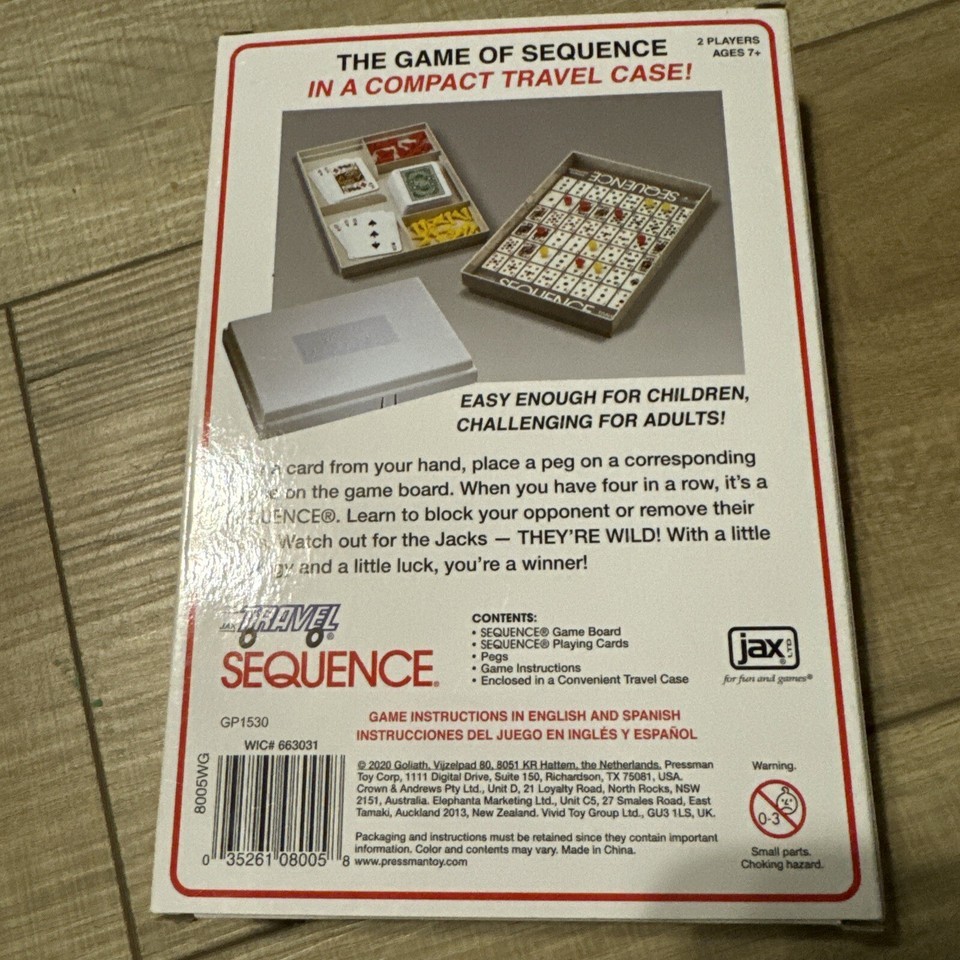 THE GAME OF SEQUENCE
IN A COMPACT TRAVEL CASE!
2 PLAYERS
AGES 7+
SEQUENCE
SEQUENCE
EASY ENOUGH FOR CHILDREN,
CHALLENGING FOR ADULTS!
card from your hand, place a peg on a corresponding
on the game board. When you have four in a row, it's a
UENCE®. Learn to block your opponent or remove their
Watch out for the Jacks — THEY'RE WILD! With a little
and a little luck, you're a winner!
JAX TRAVEL®
SEQUENCE®
CONTENTS:
• SEQUENCE® Game Board
• SEQUENCE® Playing Cards
• Pegs
• Game Instructions
• Enclosed in a Convenient Travel Case
jax® LTD
for fun and games®
GP1530
GAME INSTRUCTIONS IN ENGLISH AND SPANISH
INSTRUCCIONES DEL JUEGO EN INGLÉS Y ESPAÑOL
WIC# 663031
8005WG
0 35261 08005 8
© 2020 Goliath, Vijzelpad 80, 8051 KR Hattem, the Netherlands. Pressman
Toy Corp, 1111 Digital Drive, Suite 150, Richardson, TX 75081, USA.
Crown & Andrews Pty Ltd., Unit D, 21 Loyalty Road, North Rocks, NSW
2151, Australia. Elephanta Marketing Ltd., Unit C5, 27 Smales Road, East
Tamaki, Auckland 2013, New Zealand. Vivid Toy Group Ltd., GU3 1LS, UK.
Packaging and instructions must be retained since they contain important
information. Color and contents may vary. Made in China.
www.pressmantoy.com
Warning.
0-3
Small parts.
Choking hazard.